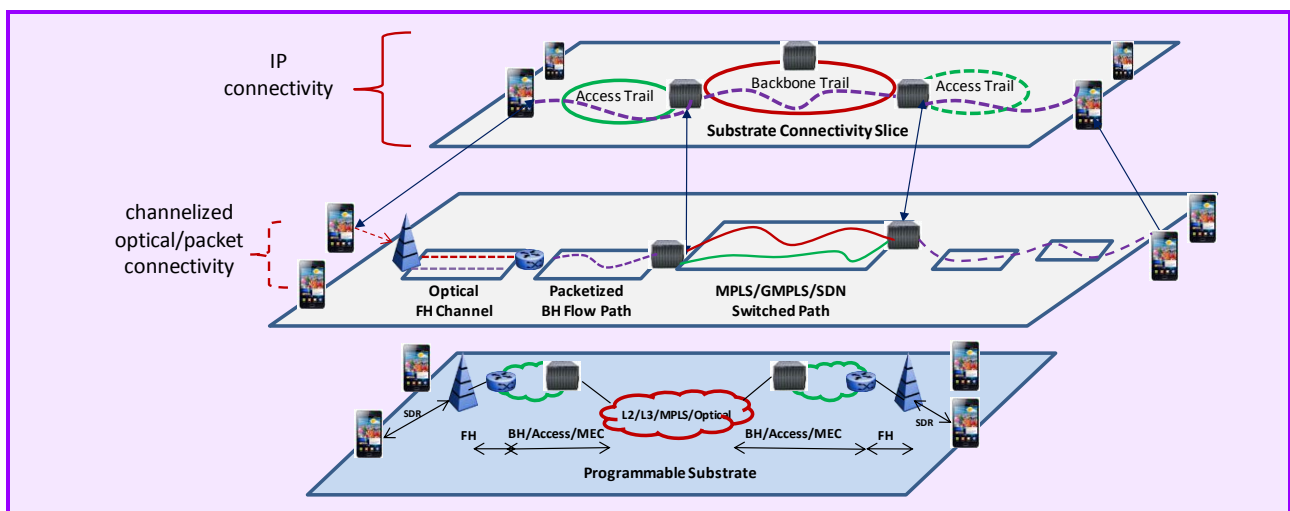 IP
connectivity
Access Trail
Backbone Trail
Access Trail
Substrate Connectivity Slice
channelized
optical/packet
connectivity
Optical
FH Channel
Packetized
BH Flow Path
MPLS/GMPLS/SDN
Switched Path
SDR
L2/L3/MPLS/Optical
SDR
FH
BH/Access/MEC
BH/Access/MEC
FH
Programmable Substrate